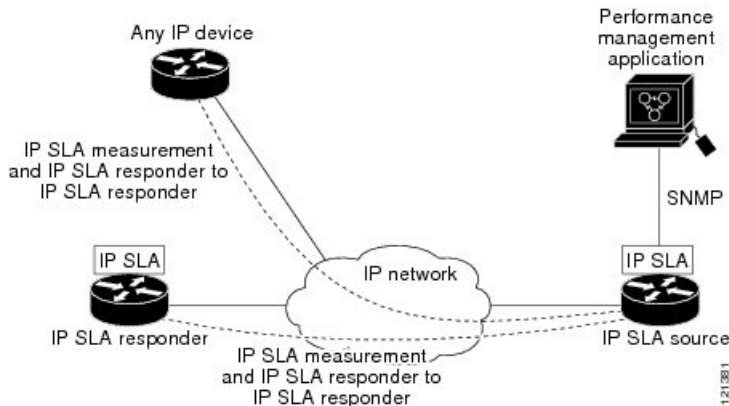 Any IP device
Performance
management
application
IP SLA measurement
and IP SLA responder to
IP SLA responder
SNMP
IP SLA
IP network
IP SLA
IP SLA responder
IP SLA source
IP SLA measurement
and IP SLA responder to
IP SLA responder
121381